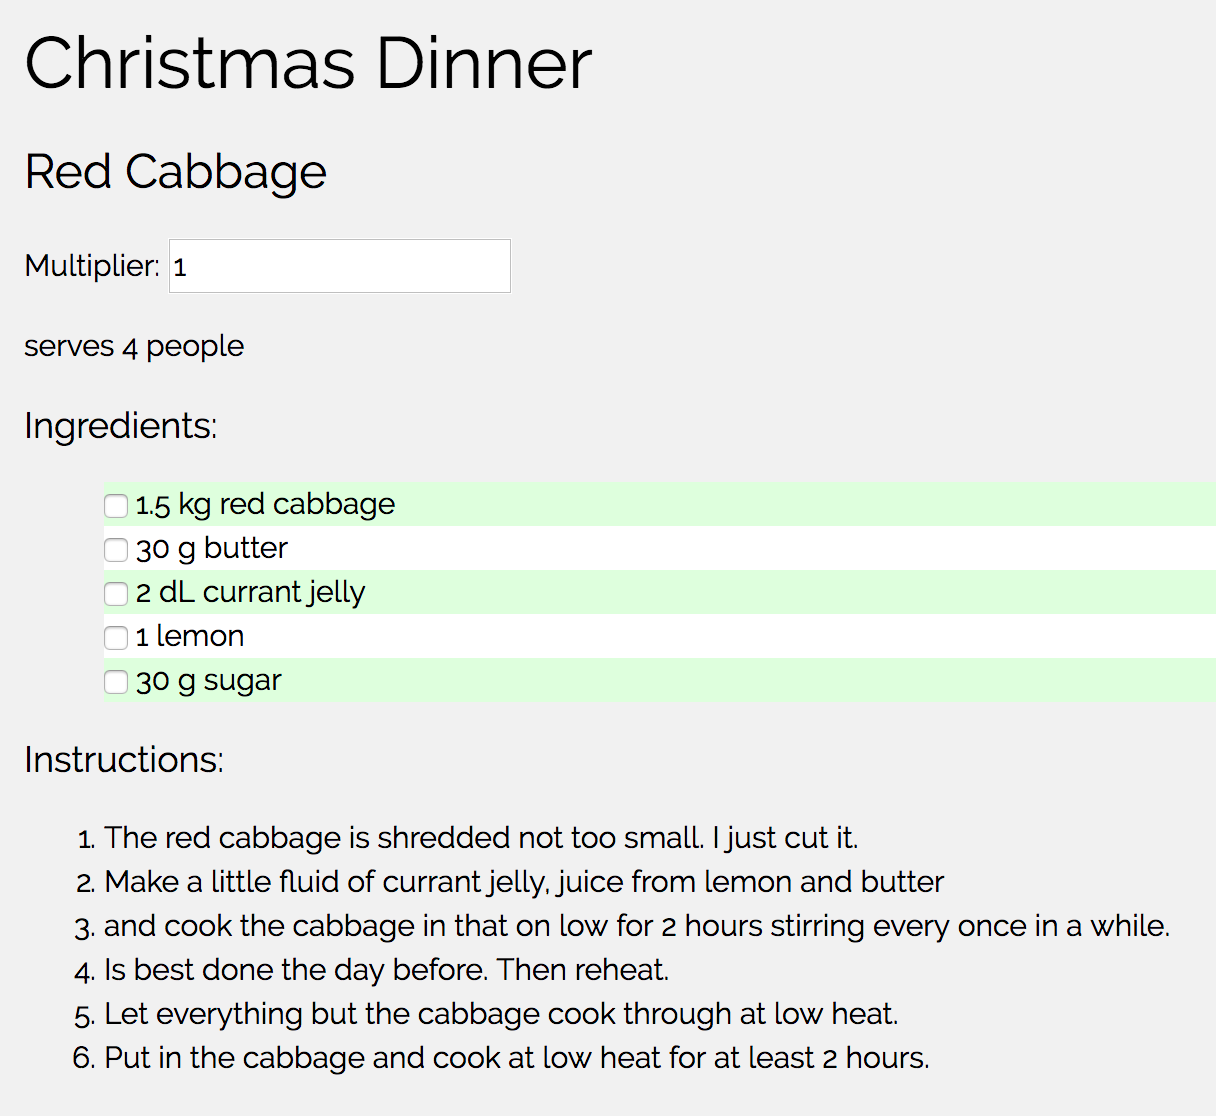 Christmas Dinner
Red Cabbage
Multiplier: 1
serves 4 people
Ingredients:
1.5 kg red cabbage
30 g butter
2 dL currant jelly
1 lemon
30 g sugar
Instructions:
1. The red cabbage is shredded not too small. I just cut it.
2. Make a little fluid of currant jelly, juice from lemon and butter
3. and cook the cabbage in that on low for 2 hours stirring every once in a while.
4. Is best done the day before. Then reheat.
5. Let everything but the cabbage cook through at low heat.
6. Put in the cabbage and cook at low heat for at least 2 hours.